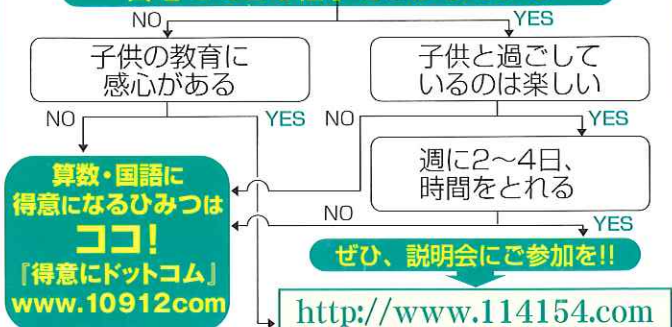 NO
YES
子供の教育に
感心がある
子供と過ごして
いるのは楽しい
NO
YES
NO
YES
算数・国語に
得意になるひみつは
ココ!
『得意にドットコム』
www.10912com
週に2〜4日、
時間をとれる
NO
YES
ぜひ、説明会にご参加を!!
http://www.114154.com